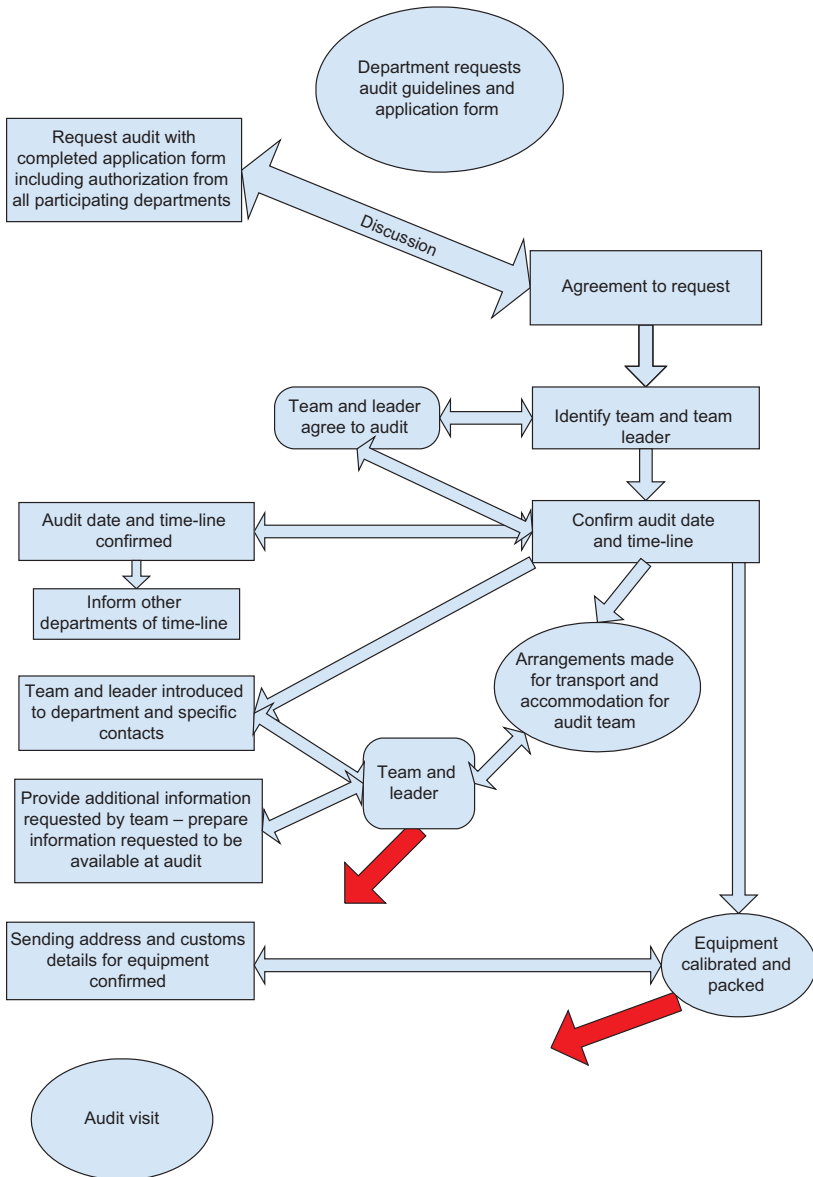 Department requests
audit guidelines and
application form
Request audit with
completed application form
including authorization from
all participating departments
Discussion
Agreement to request
Team and leader
agree to audit
Identify team and team
leader
Audit date and time-line
confirmed
Confirm audit date
and time-line
Inform other
departments of time-line
Arrangements made
for transport and
accommodation for
audit team
Team and leader introduced
to department and specific
contacts
Team and
leader
Provide additional information
requested by team – prepare
information requested to be
available at audit
Sending address and customs
details for equipment
confirmed
Equipment
calibrated and
packed
Audit visit